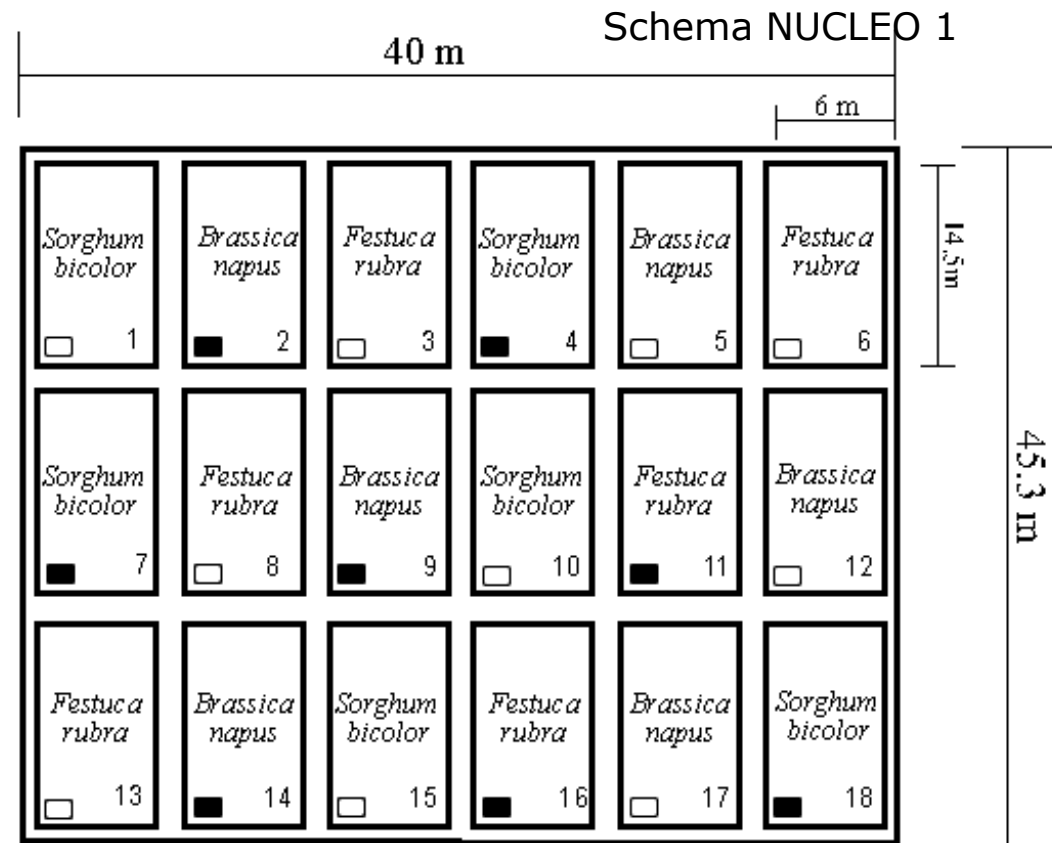 Schema NUCLEO 1
40 m
6 m
Sorghum
bicolor
1
Brassica
napus
2
Festuca
rubra
3
Sorghum
bicolor
4
Brassica
napus
5
Festuca
rubra
6
14,5m
45.3 m
Sorghum
bicolor
7
Festuca
rubra
8
Brassica
napus
9
Sorghum
bicolor
10
Festuca
rubra
11
Brassica
napus
12
Festuca
rubra
13
Brassica
napus
14
Sorghum
bicolor
15
Festuca
rubra
16
Brassica
napus
17
Sorghum
bicolor
18